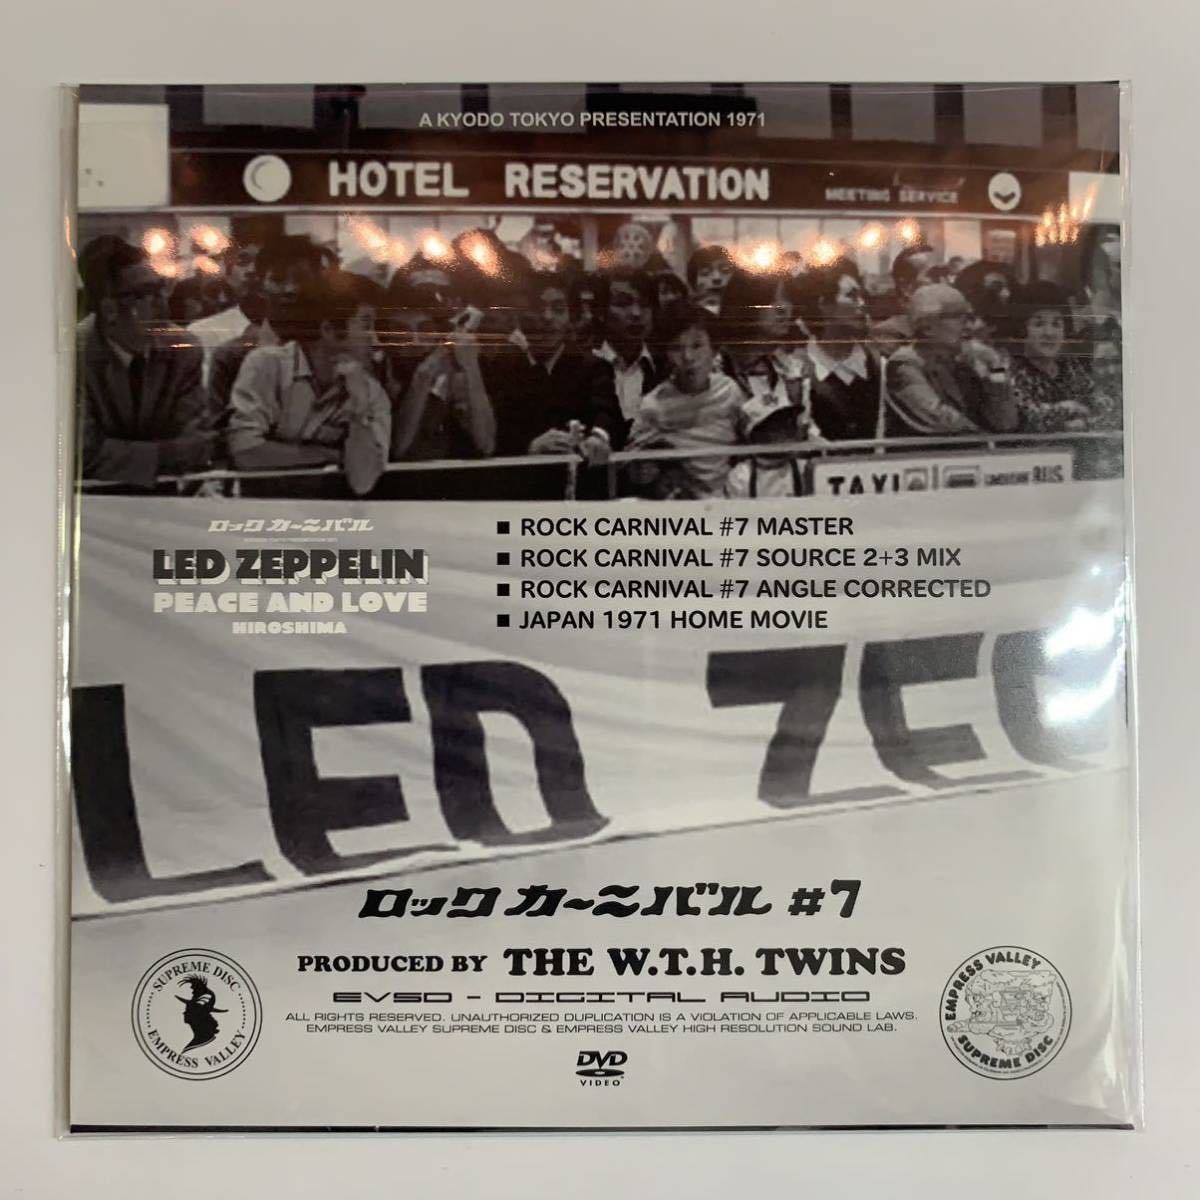 A KYODO TOKYO PRESENTATION 1971
HOTEL RESERVATION
MEETING SERVICE
TAXI
LIMOUSINE BUS
ロック カーニバル
LED ZEPPELIN
PEACE AND LOVE
HIROSHIMA
■ ROCK CARNIVAL #7 MASTER
■ ROCK CARNIVAL #7 SOURCE 2+3 MIX
■ ROCK CARNIVAL #7 ANGLE CORRECTED
■ JAPAN 1971 HOME MOVIE
LED ZEP
ロック カーニバル #7
PRODUCED BY THE W.T.H. TWINS
EVSD - DIGITAL AUDIO
ALL RIGHTS RESERVED. UNAUTHORIZED DUPLICATION IS A VIOLATION OF APPLICABLE LAWS.
EMPRESS VALLEY SUPREME DISC & EMPRESS VALLEY HIGH RESOLUTION SOUND LAB.
SUPREME DISC
EMPRESS VALLEY
EMPRESS VALLEY
SUPREME DISC
DVD
VIDEO